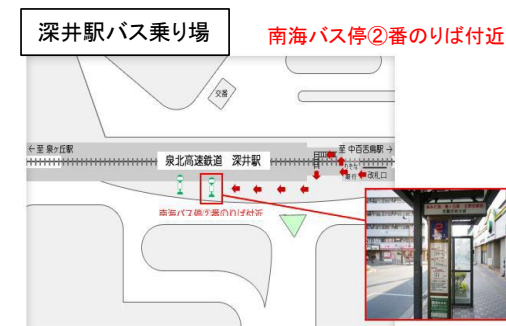 深井駅バス乗り場
南海バス停②番のりば付近
交番
←至 泉ヶ丘駅
至 中百舌鳥駅→
泉北高速鉄道 深井駅
改札口
南海バス停②番のりば付近